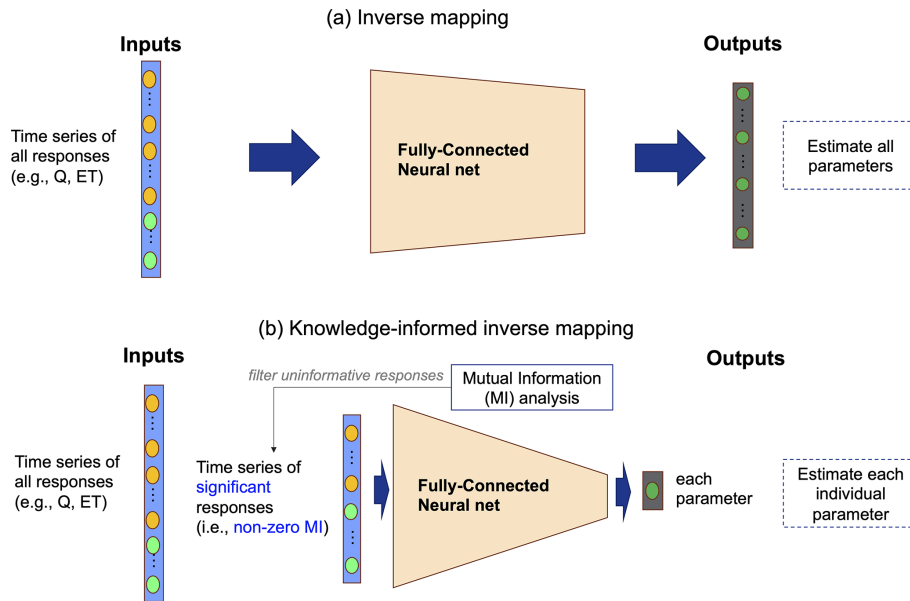 (a) Inverse mapping
Inputs
Outputs
Time series of
all responses
(e.g., Q, ET)
Fully-Connected
Neural net
Estimate all
parameters
(b) Knowledge-informed inverse mapping
Inputs
Outputs
filter uninformative responses
Mutual Information
(MI) analysis
Time series of
all responses
(e.g., Q, ET)
Time series of
significant
responses
(i.e., non-zero MI)
Fully-Connected
Neural net
each
parameter
Estimate each
individual
parameter